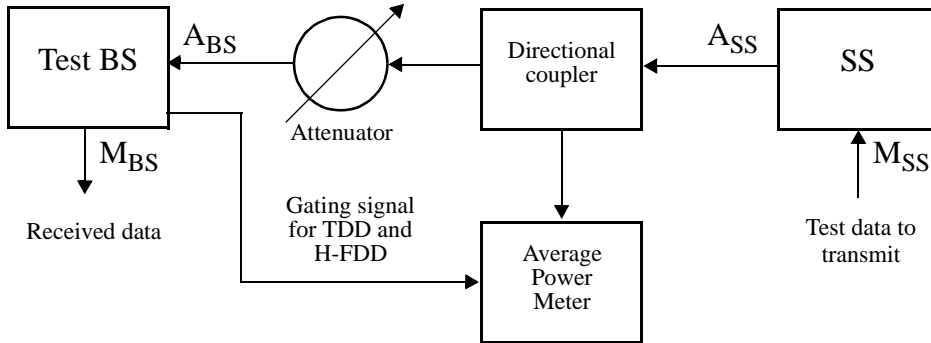 Test BS
A_BS
Attenuator
Directional
coupler
A_SS
SS
M_BS
Received data
Gating signal
for TDD and
H-FDD
Average
Power
Meter
M_SS
Test data to
transmit